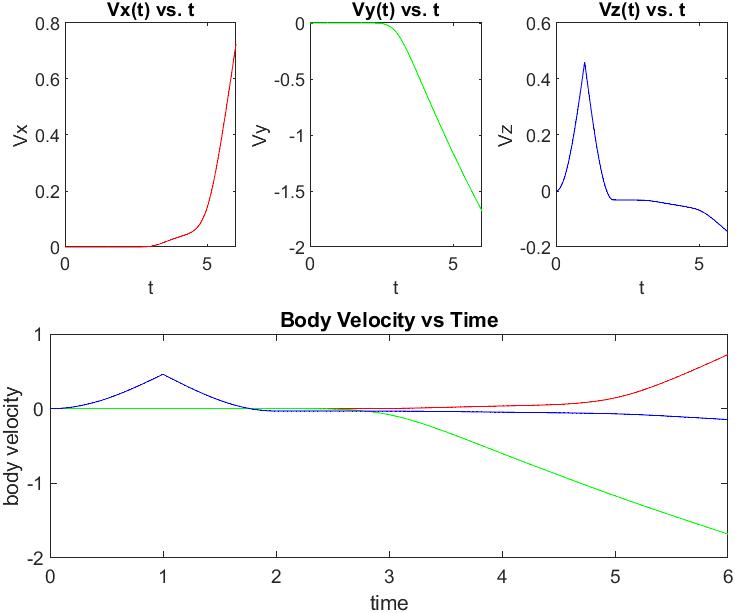 Vx(t) vs. t
Vy(t) vs. t
Vz(t) vs. t
0.8
0.6
0.4
0.2
0
Vx
0
5
t
0
-0.5
-1
-1.5
-2
Vy
0
5
t
0.6
0.4
0.2
0
-0.2
Vz
0
5
t
Body Velocity vs Time
1
0
-1
-2
body velocity
0 1 2 3 4 5 6
time